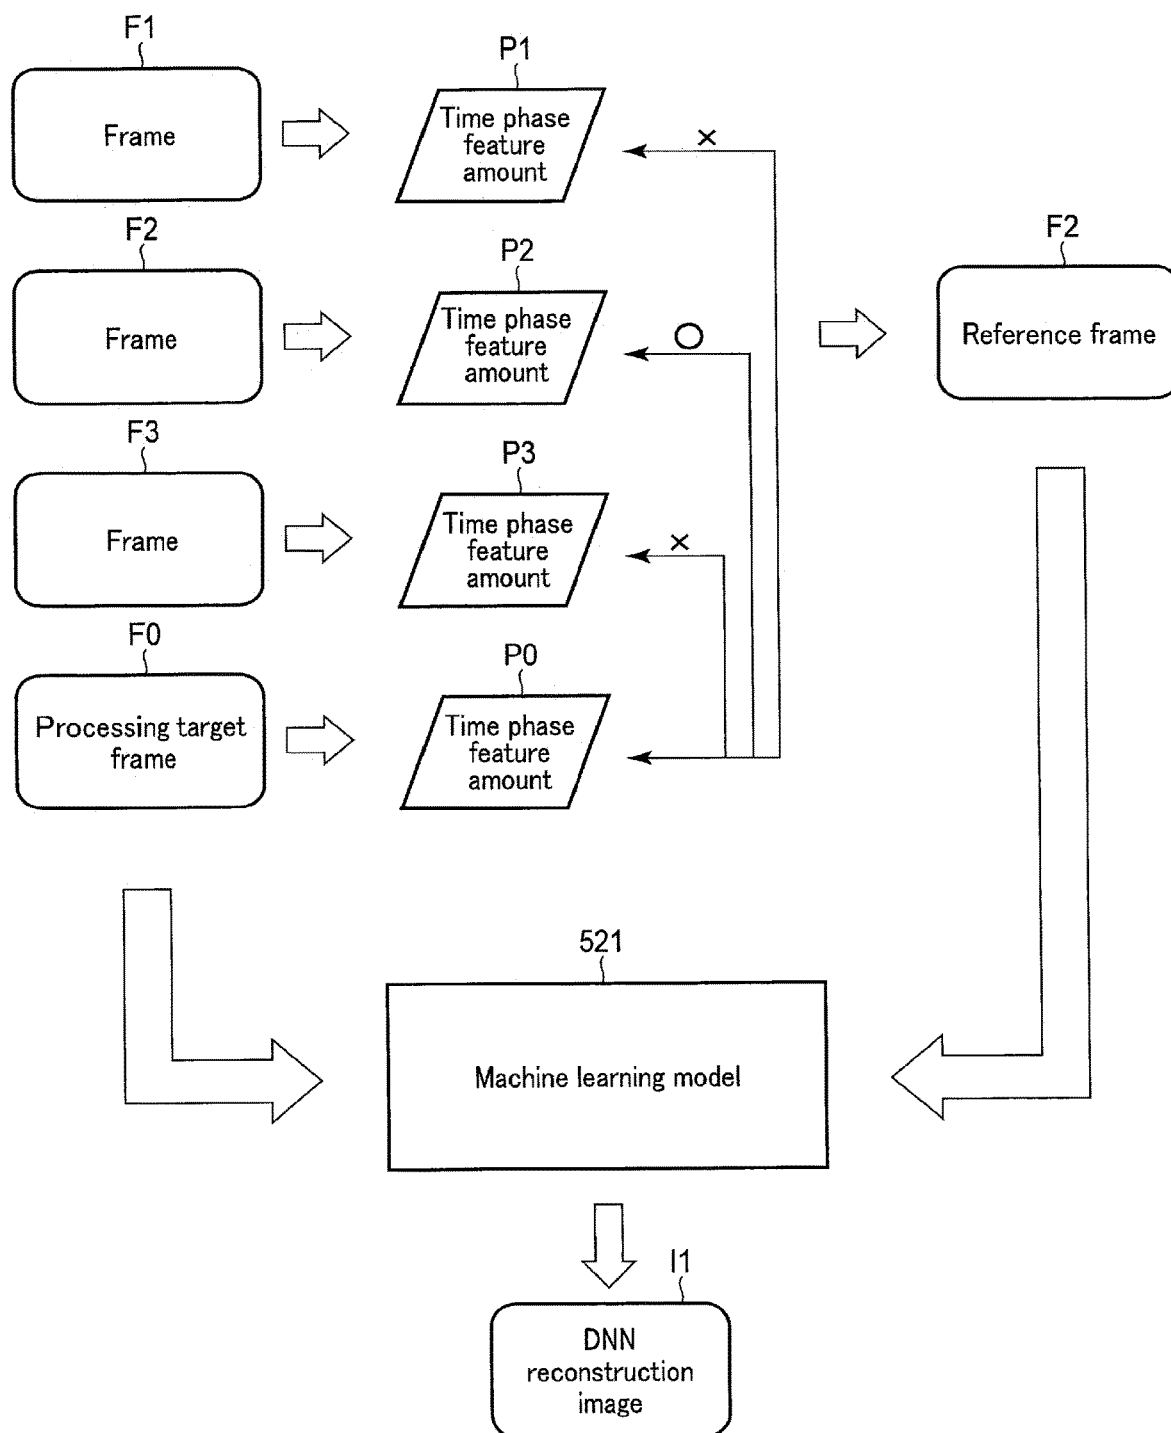 F1
Frame
P1
Time phase
feature
amount
×
F2
Frame
P2
Time phase
feature
amount
F2
Reference frame
F3
Frame
P3
Time phase
feature
amount
×
F0
Processing target
frame
P0
Time phase
feature
amount
521
Machine learning model
I1
DNN
reconstruction
image